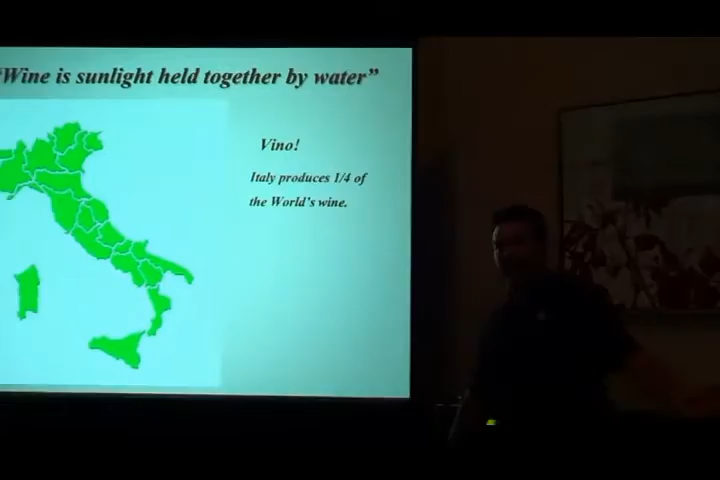 “Wine is sunlight held together by water”
Vino!
Italy produces 1/4 of
the World's wine.